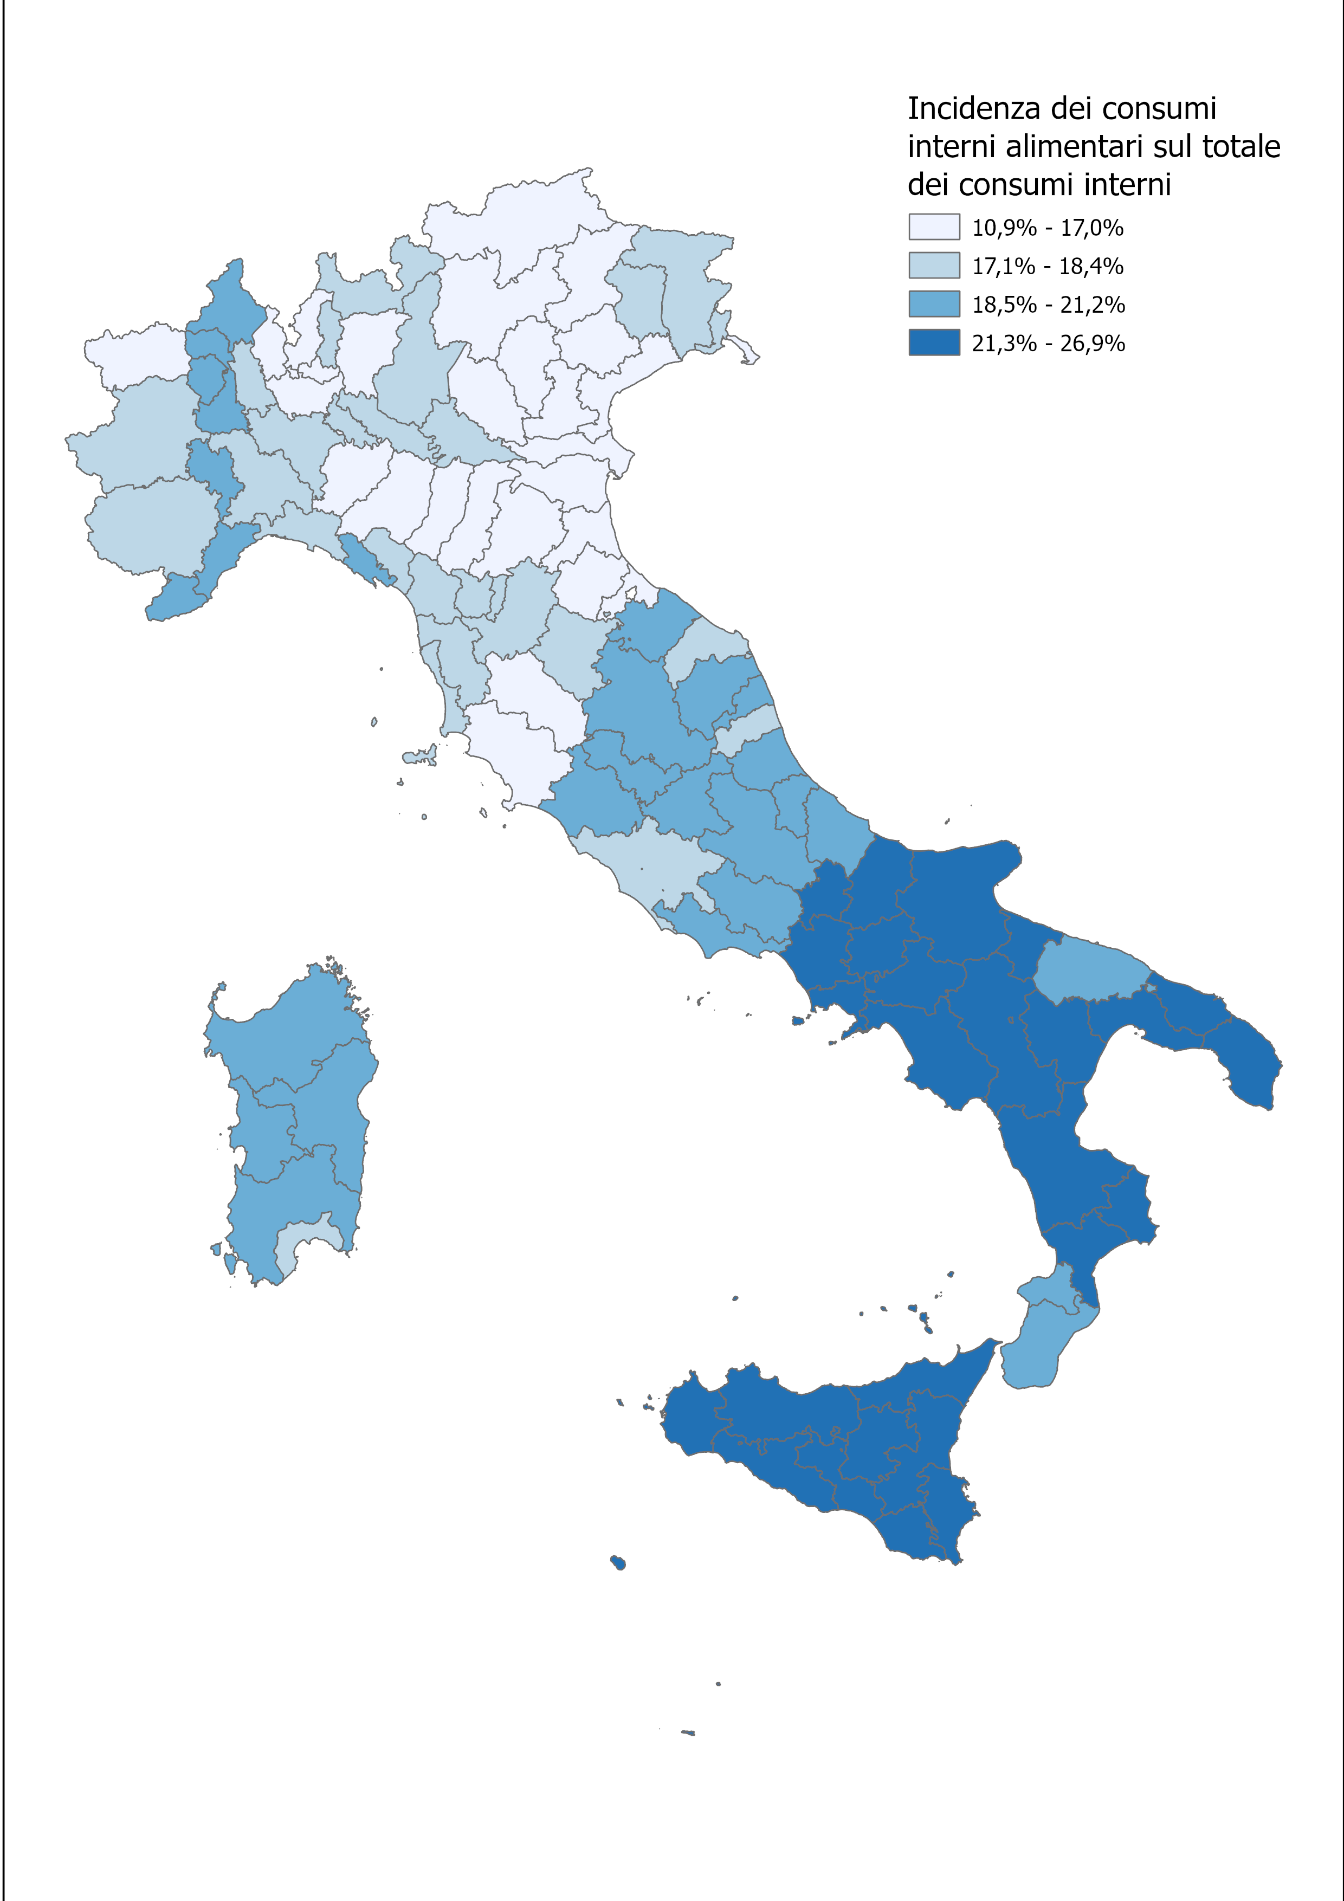 Incidenza dei consumi
interni alimentari sul totale
dei consumi interni
10,9% - 17,0%
17,1% - 18,4%
18,5% - 21,2%
21,3% - 26,9%